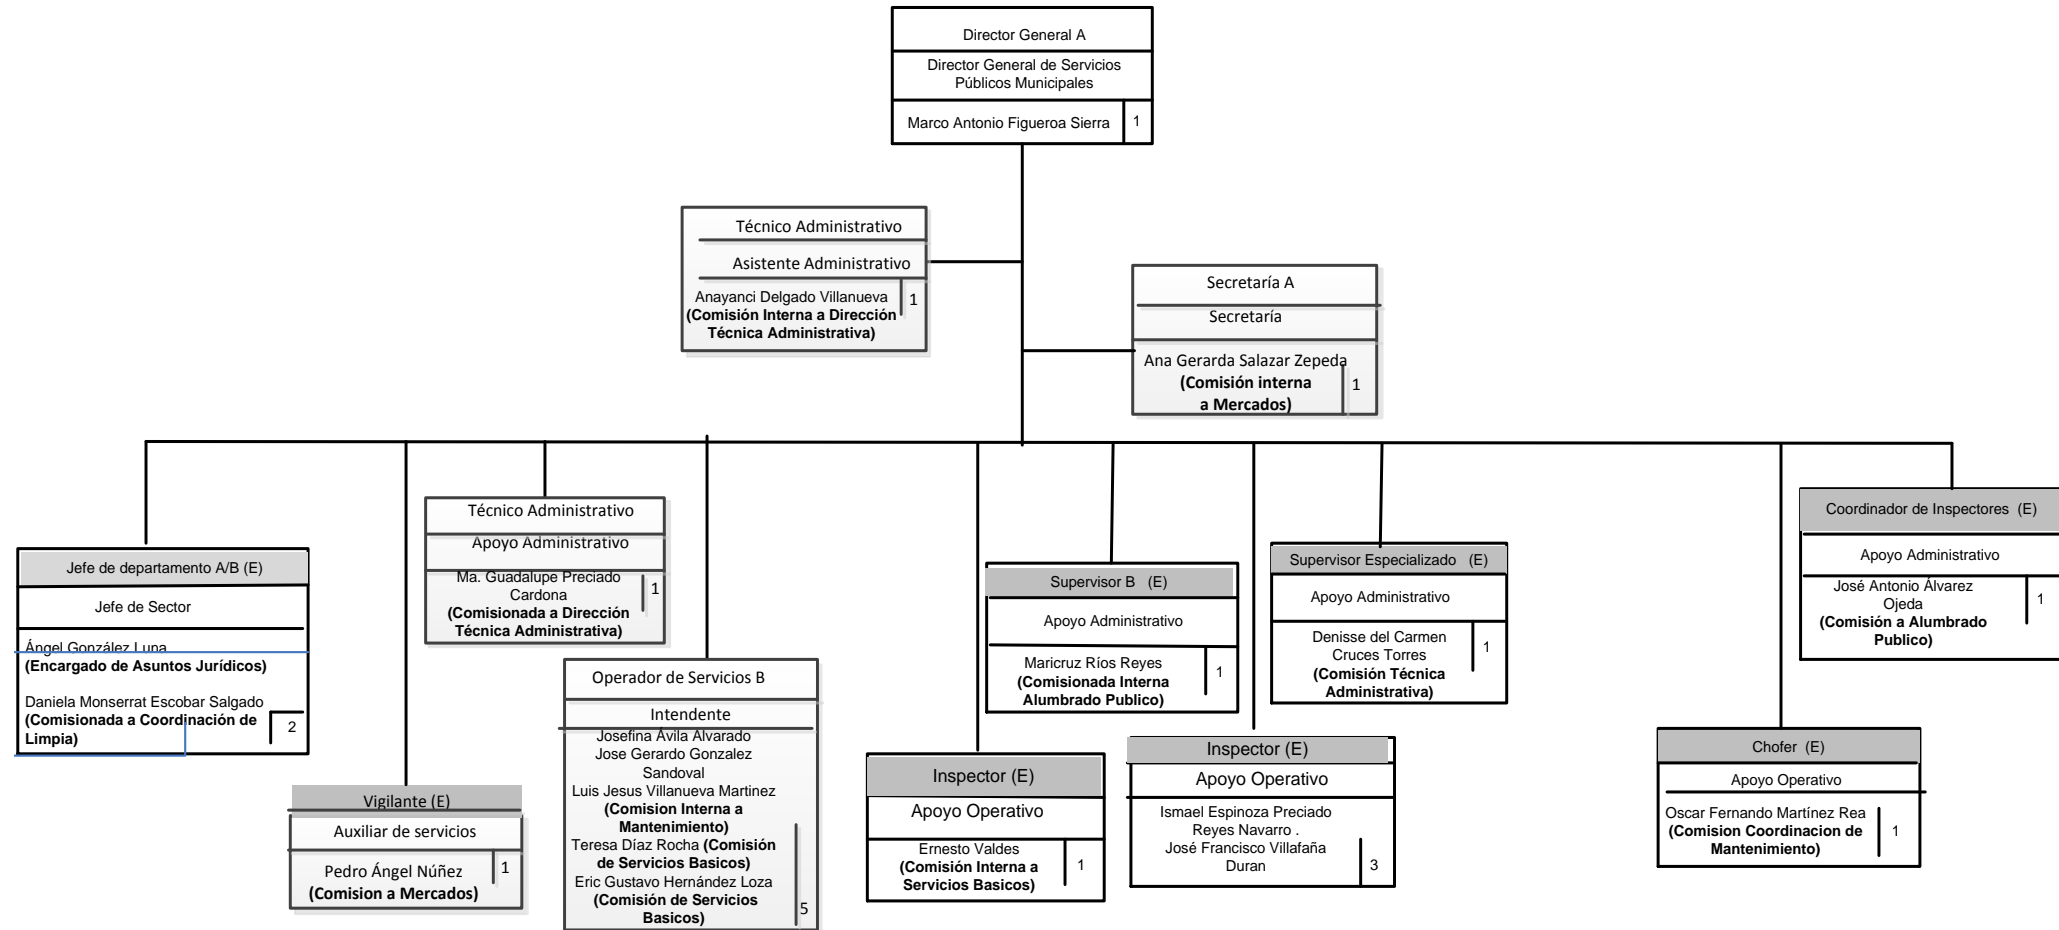 Director General A
Director General de Servicios
Públicos Municipales
Marco Antonio Figueroa Sierra
1
Técnico Administrativo
Asistente Administrativo
Anayanci Delgado Villanueva
1
(Comisión Interna a Dirección
Técnica Administrativa)
Secretaría A
Secretaría
Ana Gerarda Salazar Zepeda
(Comisión interna
a Mercados)
1
Jefe de departamento A/B (E)
Jefe de Sector
Ángel González Luna
(Encargado de Asuntos Jurídicos)
Daniela Monserrat Escobar Salgado
(Comisionada a Coordinación de
Limpia)
2
Vigilante (E)
Auxiliar de servicios
Pedro Ángel Núñez
(Comision a Mercados)
1
Técnico Administrativo
Apoyo Administrativo
Ma. Guadalupe Preciado
Cardona
(Comisionada a Dirección
Técnica Administrativa)
1
Operador de Servicios B
Intendente
Josefina Ávila Alvarado
Jose Gerardo Gonzalez
Sandoval
Luis Jesus Villanueva Martinez
(Comision Interna a
Mantenimiento)
Teresa Díaz Rocha (Comisión
de Servicios Basicos)
Eric Gustavo Hernández Loza
(Comisión de Servicios
Basicos)
5
Inspector (E)
Apoyo Operativo
Ernesto Valdes
(Comisión Interna a
Servicios Basicos)
1
Supervisor B (E)
Apoyo Administrativo
Maricruz Ríos Reyes
(Comisionada Interna
Alumbrado Publico)
1
Inspector (E)
Apoyo Operativo
Ismael Espinoza Preciado
Reyes Navarro .
José Francisco Villafaña
Duran
3
Supervisor Especializado (E)
Apoyo Administrativo
Denisse del Carmen
Cruces Torres
(Comisión Técnica
Administrativa)
1
Chofer (E)
Apoyo Operativo
Oscar Fernando Martínez Rea
(Comision Coordinacion de
Mantenimiento)
1
Coordinador de Inspectores (E)
Apoyo Administrativo
José Antonio Álvarez
Ojeda
(Comisión a Alumbrado
Publico)
1